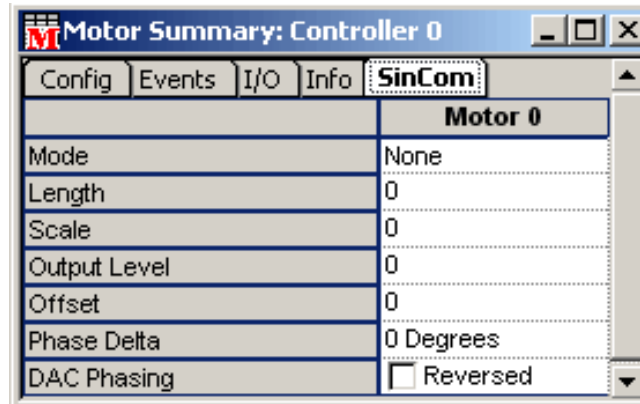 Motor Summary: Controller 0
Config Events I/O Info SinCom
Motor 0
Mode None
Length 0
Scale 0
Output Level 0
Offset 0
Phase Delta 0 Degrees
DAC Phasing Reversed